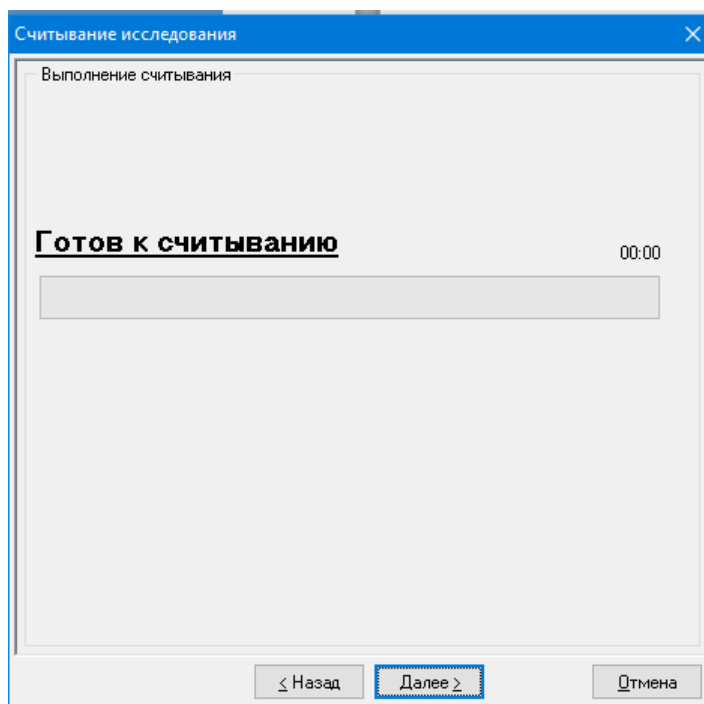 Считывание исследования
Выполнение считывания
Готов к считыванию
00:00
< Назад
Далее >
Отмена